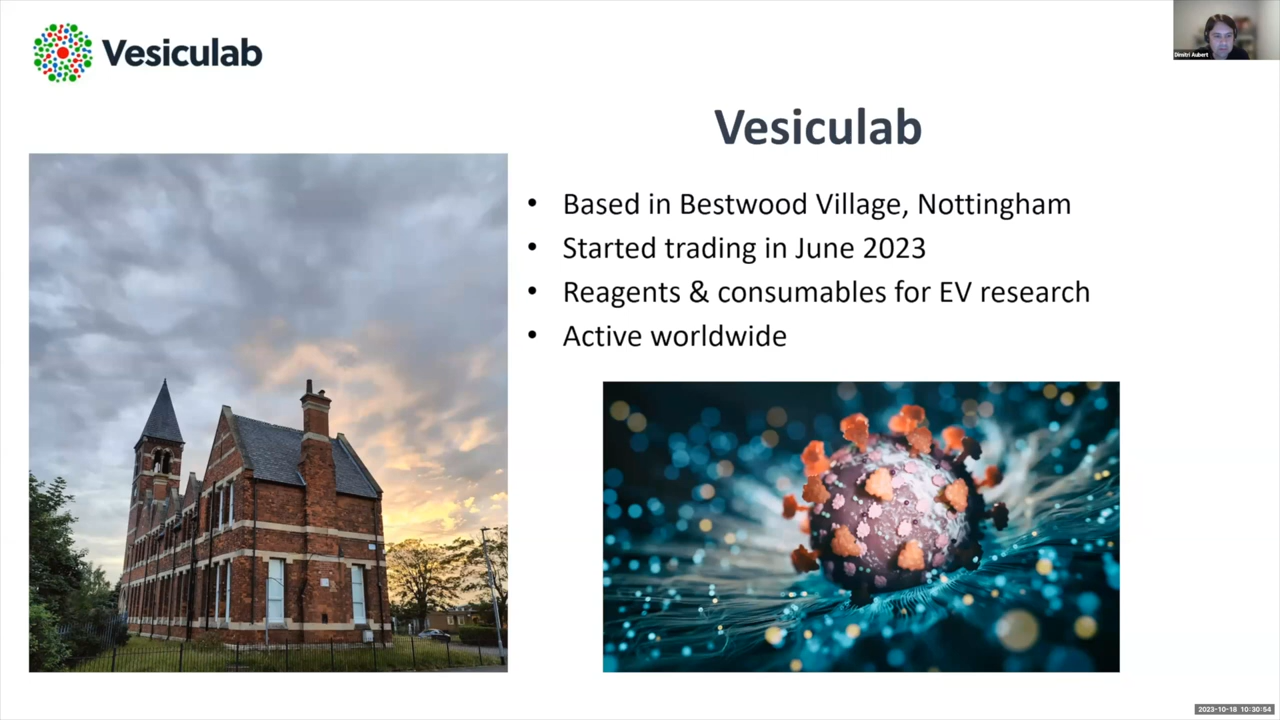 Vesiculab
Dimitri Aubert
Vesiculab
• Based in Bestwood Village, Nottingham
• Started trading in June 2023
• Reagents & consumables for EV research
• Active worldwide
2023-10-18 10:30:54